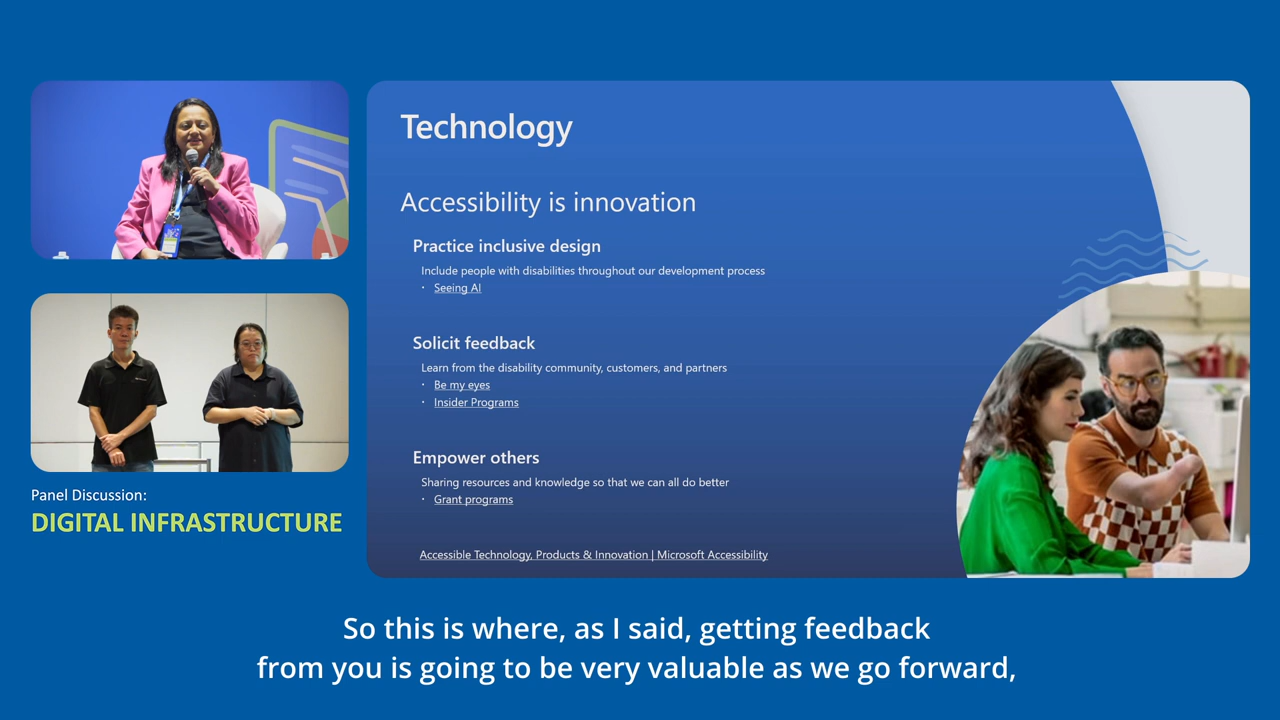 Technology
Accessibility is innovation
Practice inclusive design
Include people with disabilities throughout our development process
· Seeing AI
Solicit feedback
Learn from the disability community, customers, and partners
· Be my eyes
· Insider Programs
Empower others
Sharing resources and knowledge so that we can all do better
· Grant programs
Accessible Technology, Products & Innovation | Microsoft Accessibility
Panel Discussion:
DIGITAL INFRASTRUCTURE
So this is where, as I said, getting feedback
from you is going to be very valuable as we go forward,